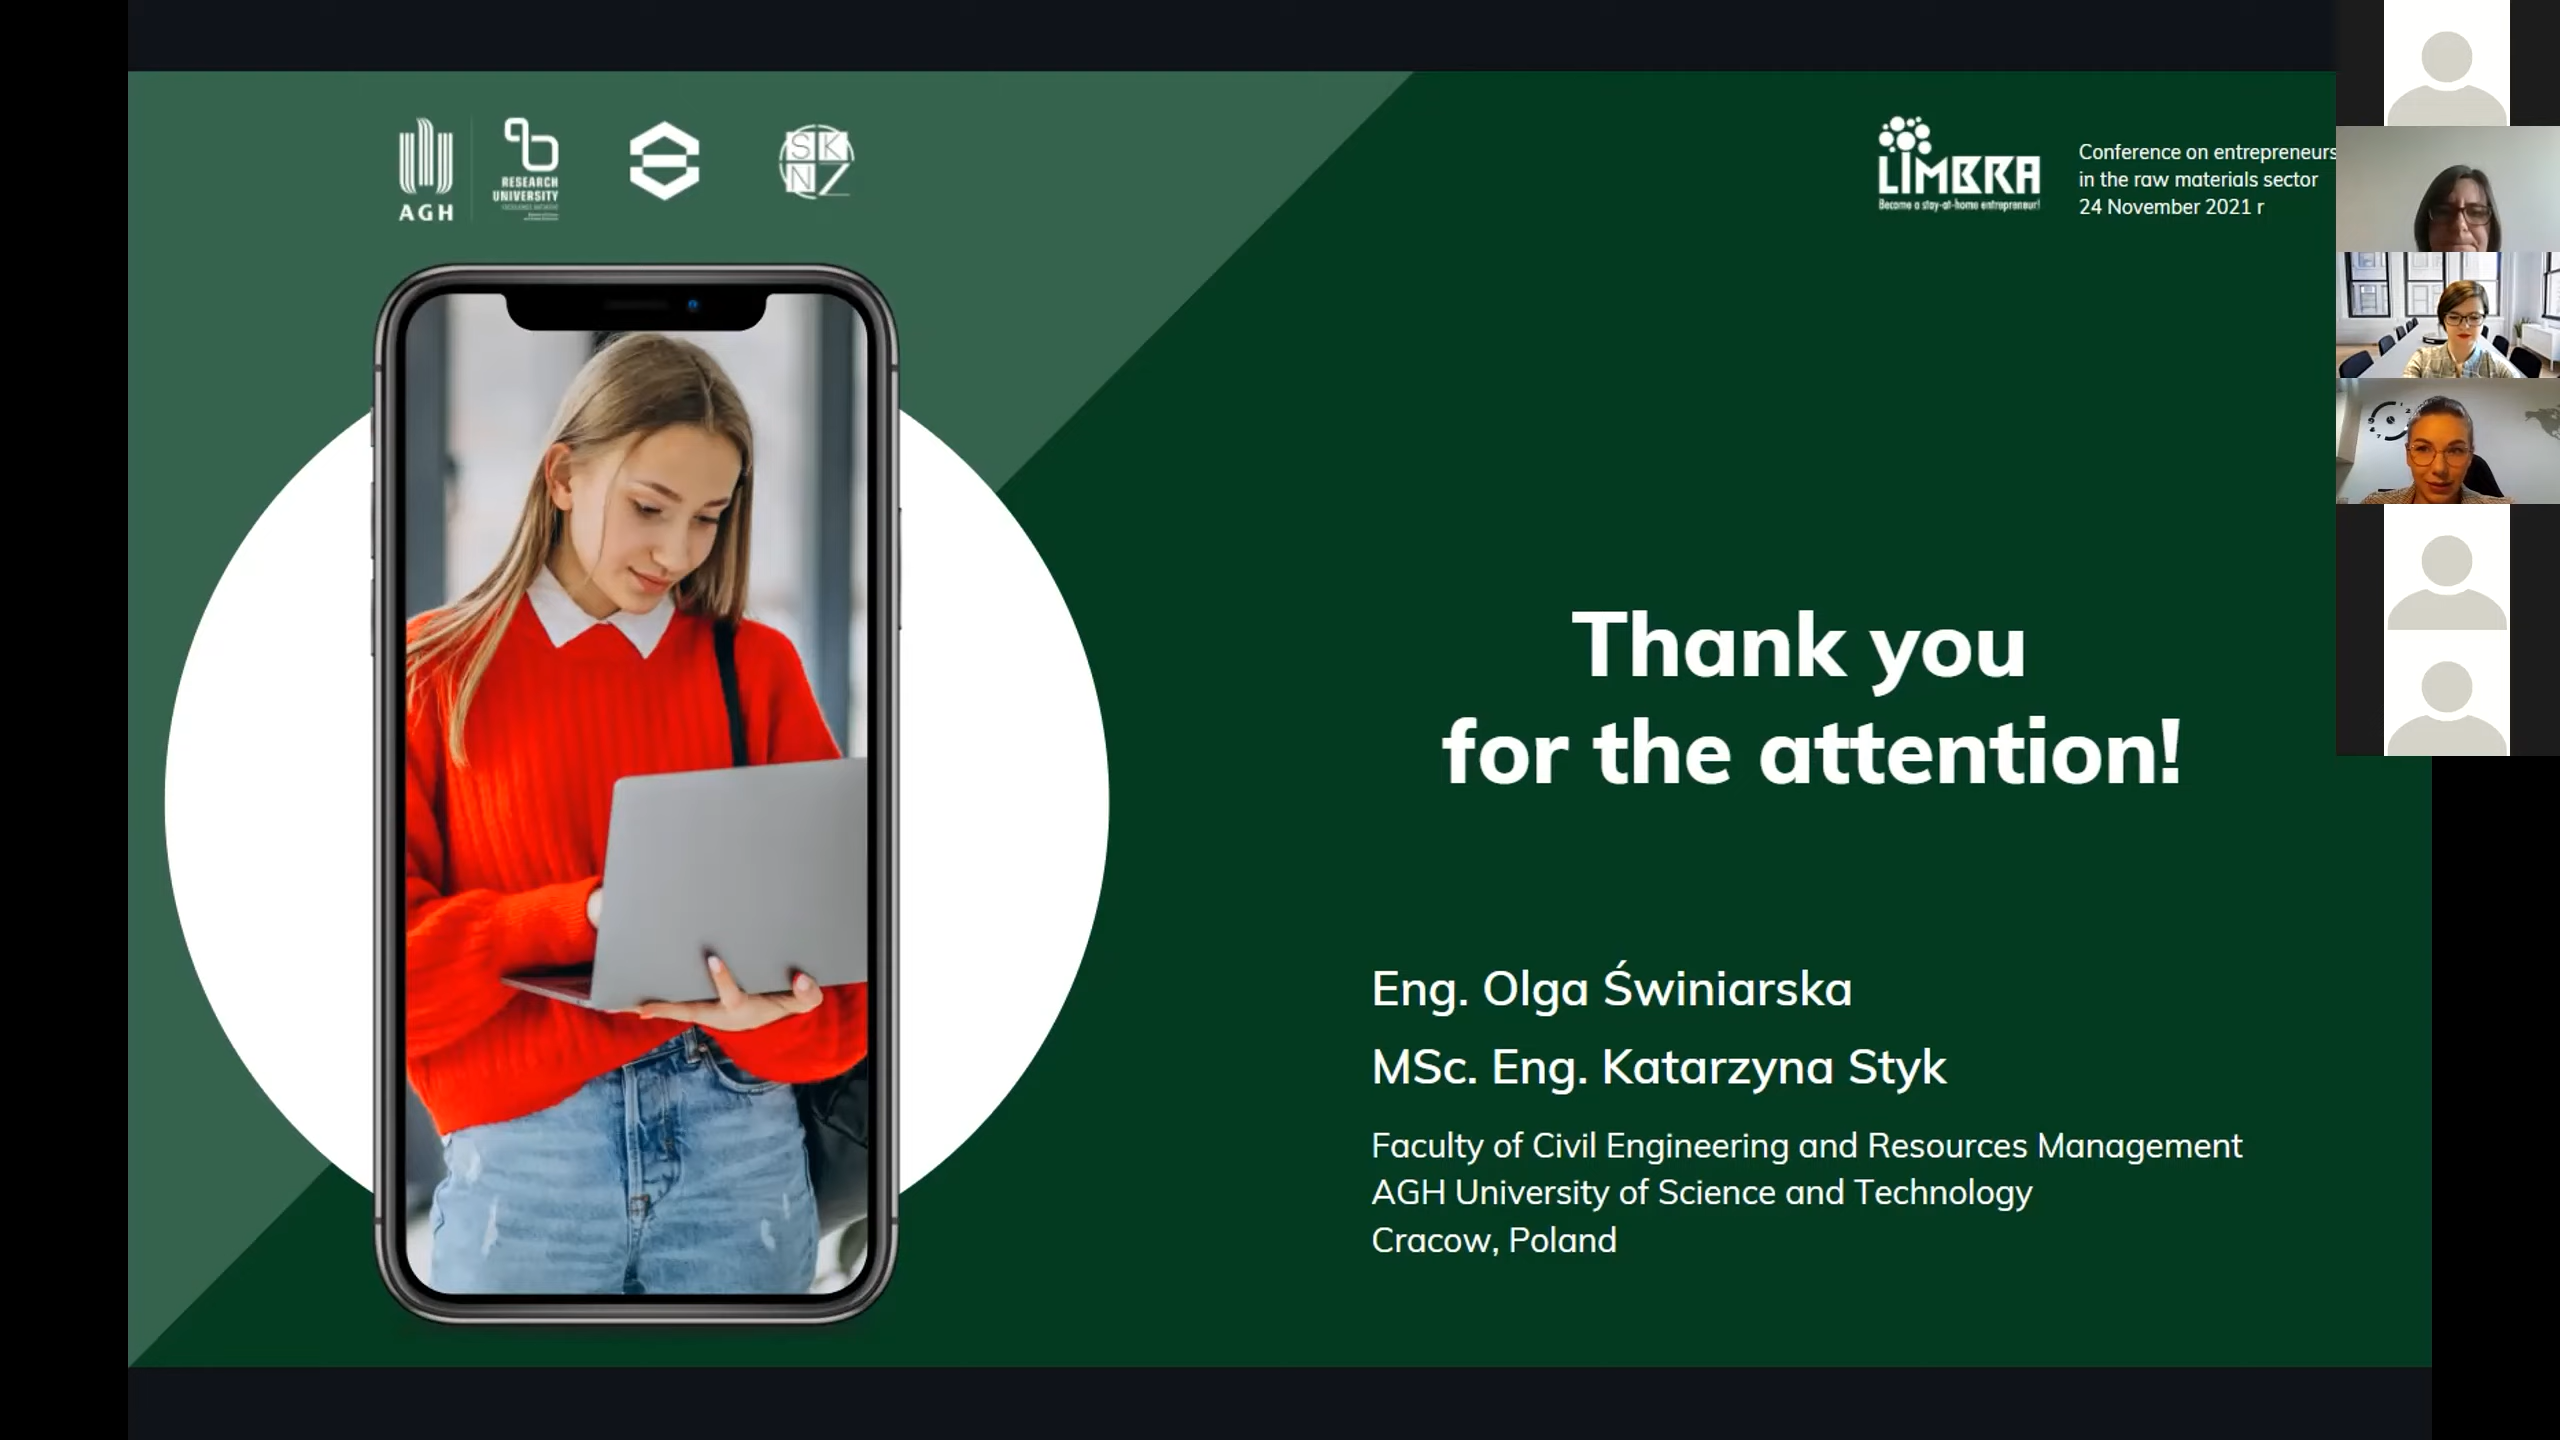 AGH
RESEARCH
UNIVERSITY
SK
NZ
LIMBRA
Become a stay-at-home entrepreneur!
Conference on entrepreneurs
in the raw materials sector
24 November 2021 r
Thank you
for the attention!
Eng. Olga Świniarska
MSc. Eng. Katarzyna Styk
Faculty of Civil Engineering and Resources Management
AGH University of Science and Technology
Cracow, Poland